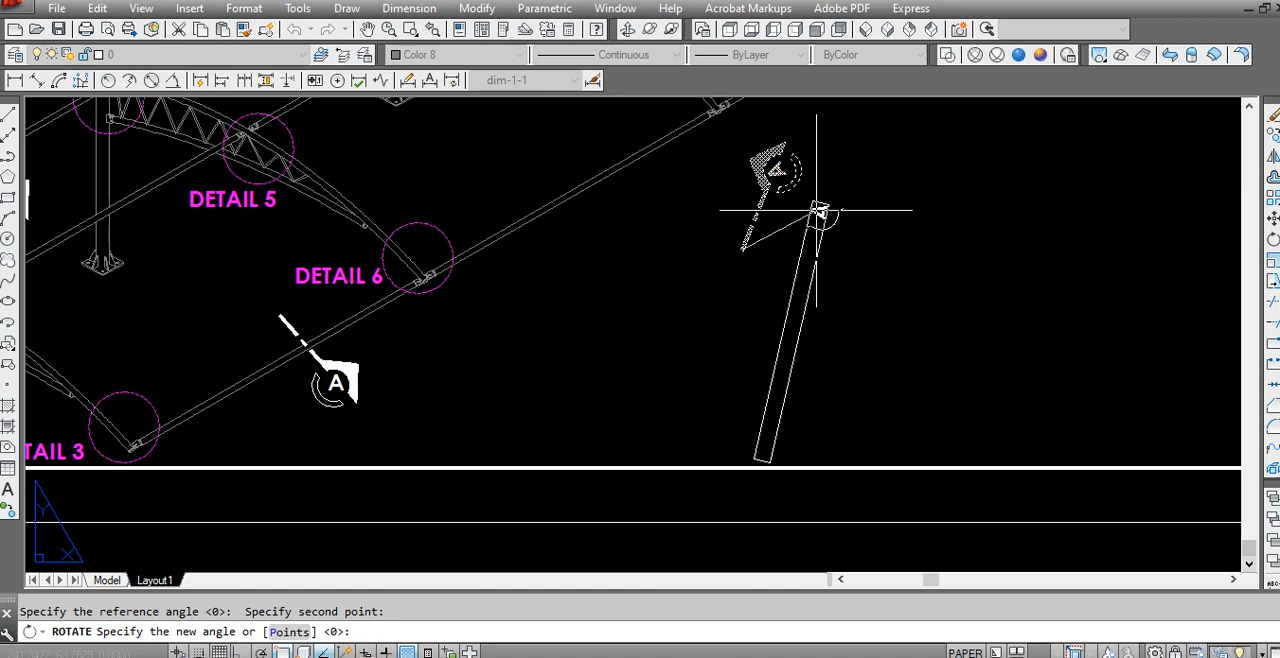 File Edit View Insert Format Tools Draw Dimension Modify Parametric Window Help Acrobat Markups Adobe PDF Express
0 Color 8 Continuous ByLayer ByColor
dim-1-1
A
DETAIL 5
DETAIL 6
A
TAIL 3
Y
X
Model Layout1
Specify the reference angle <0>: Specify second point:
ROTATE Specify the new angle or [Points] <0>:
PAPER